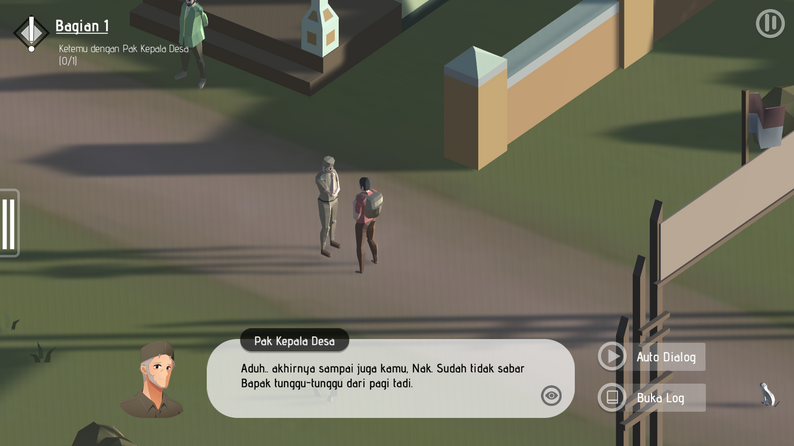 Bagian 1
Ketemu dengan Pak Kepala Desa
(0/1)
Pak Kepala Desa
Aduh.. akhirnya sampai juga kamu, Nak. Sudah tidak sabar
Bapak tunggu-tunggu dari pagi tadi.
Auto Dialog
Buka Log